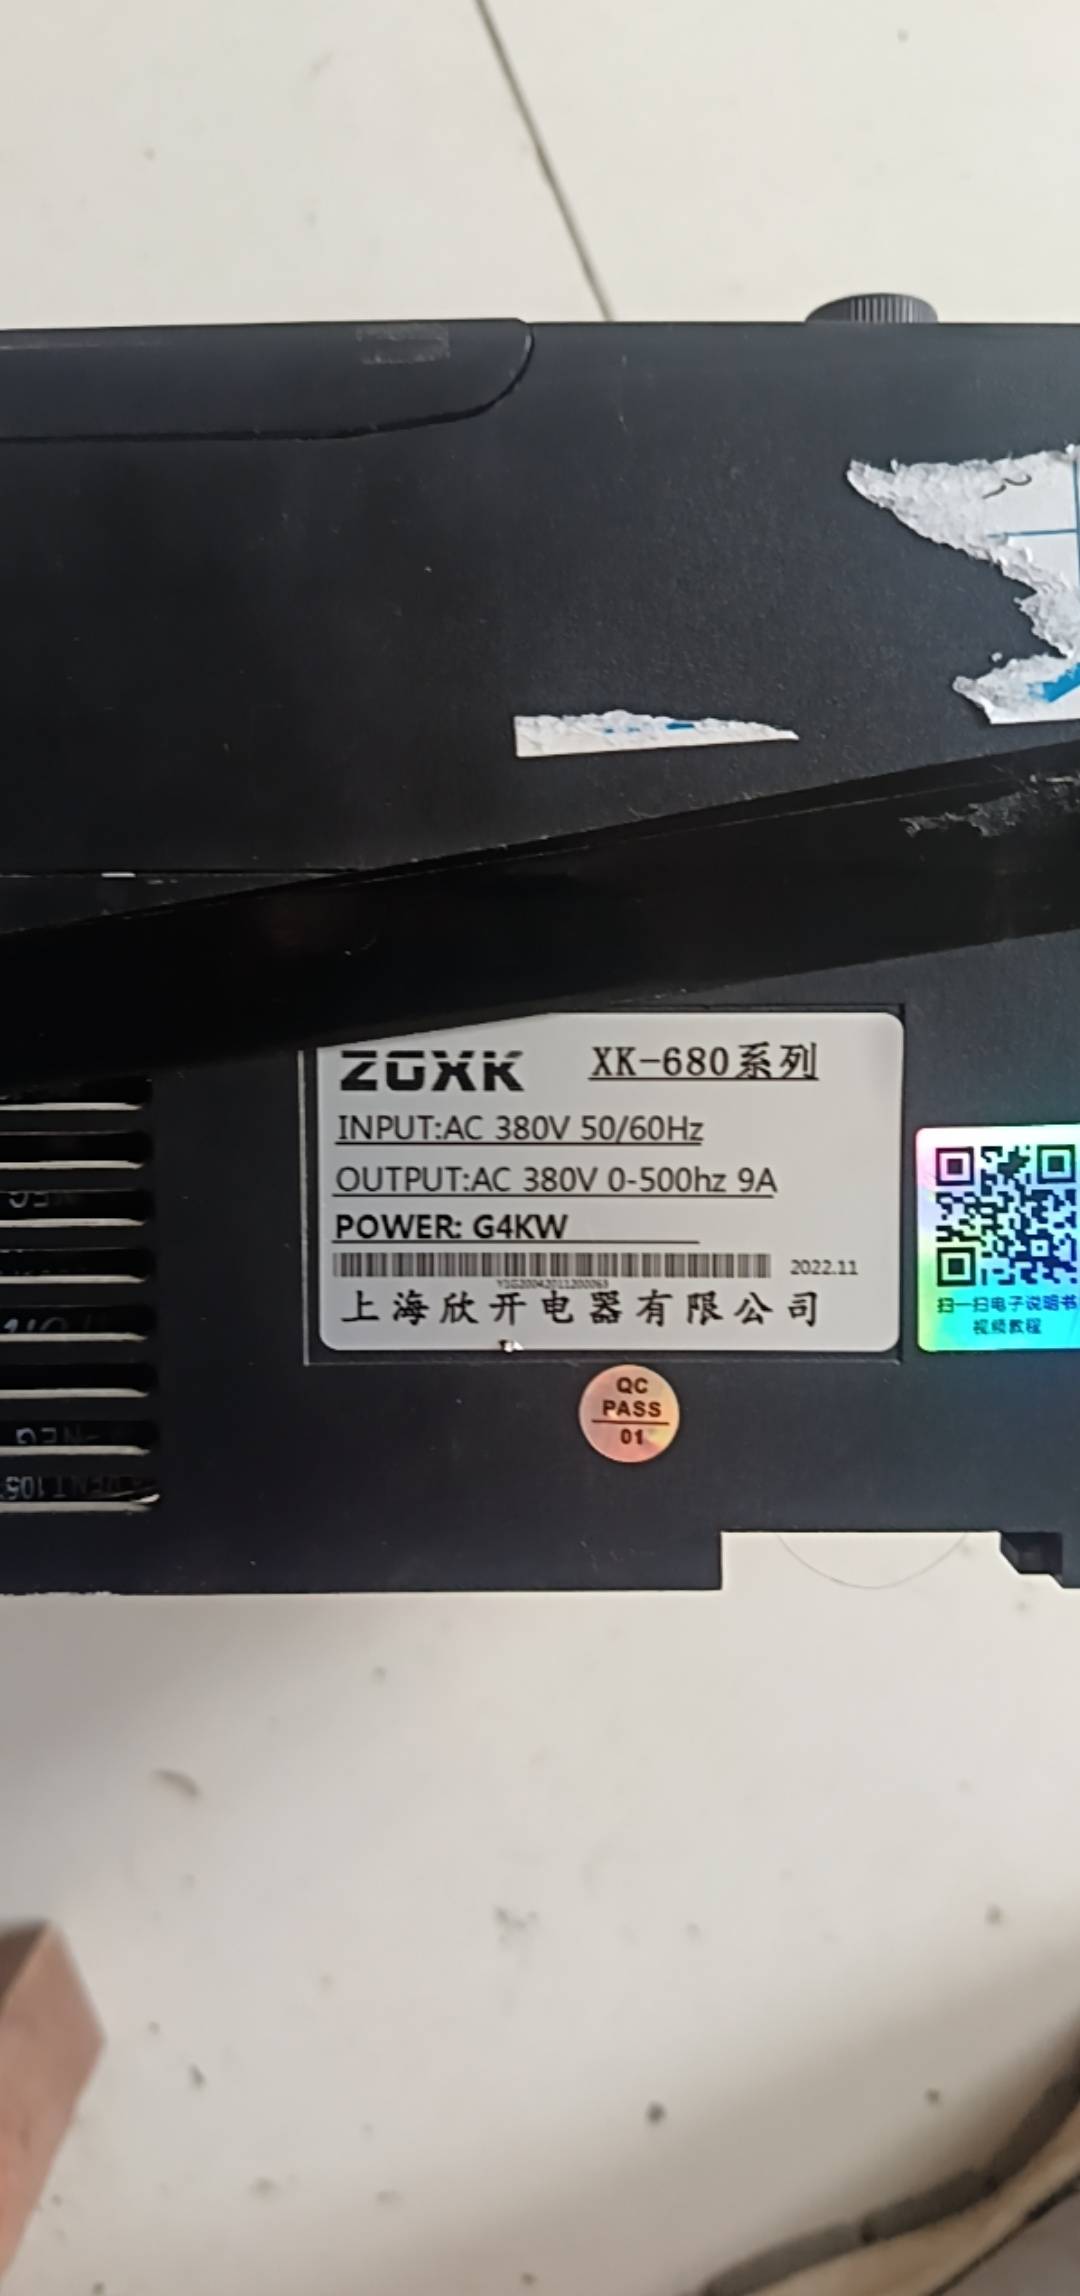 ZGXK XK-680系列
INPUT:AC 380V 50/60Hz
OUTPUT:AC 380V 0-500hz 9A
POWER: G4KW
2022.11
上海欣开电器有限公司
扫一扫电子说明书
视频教程
QC
PASS
01